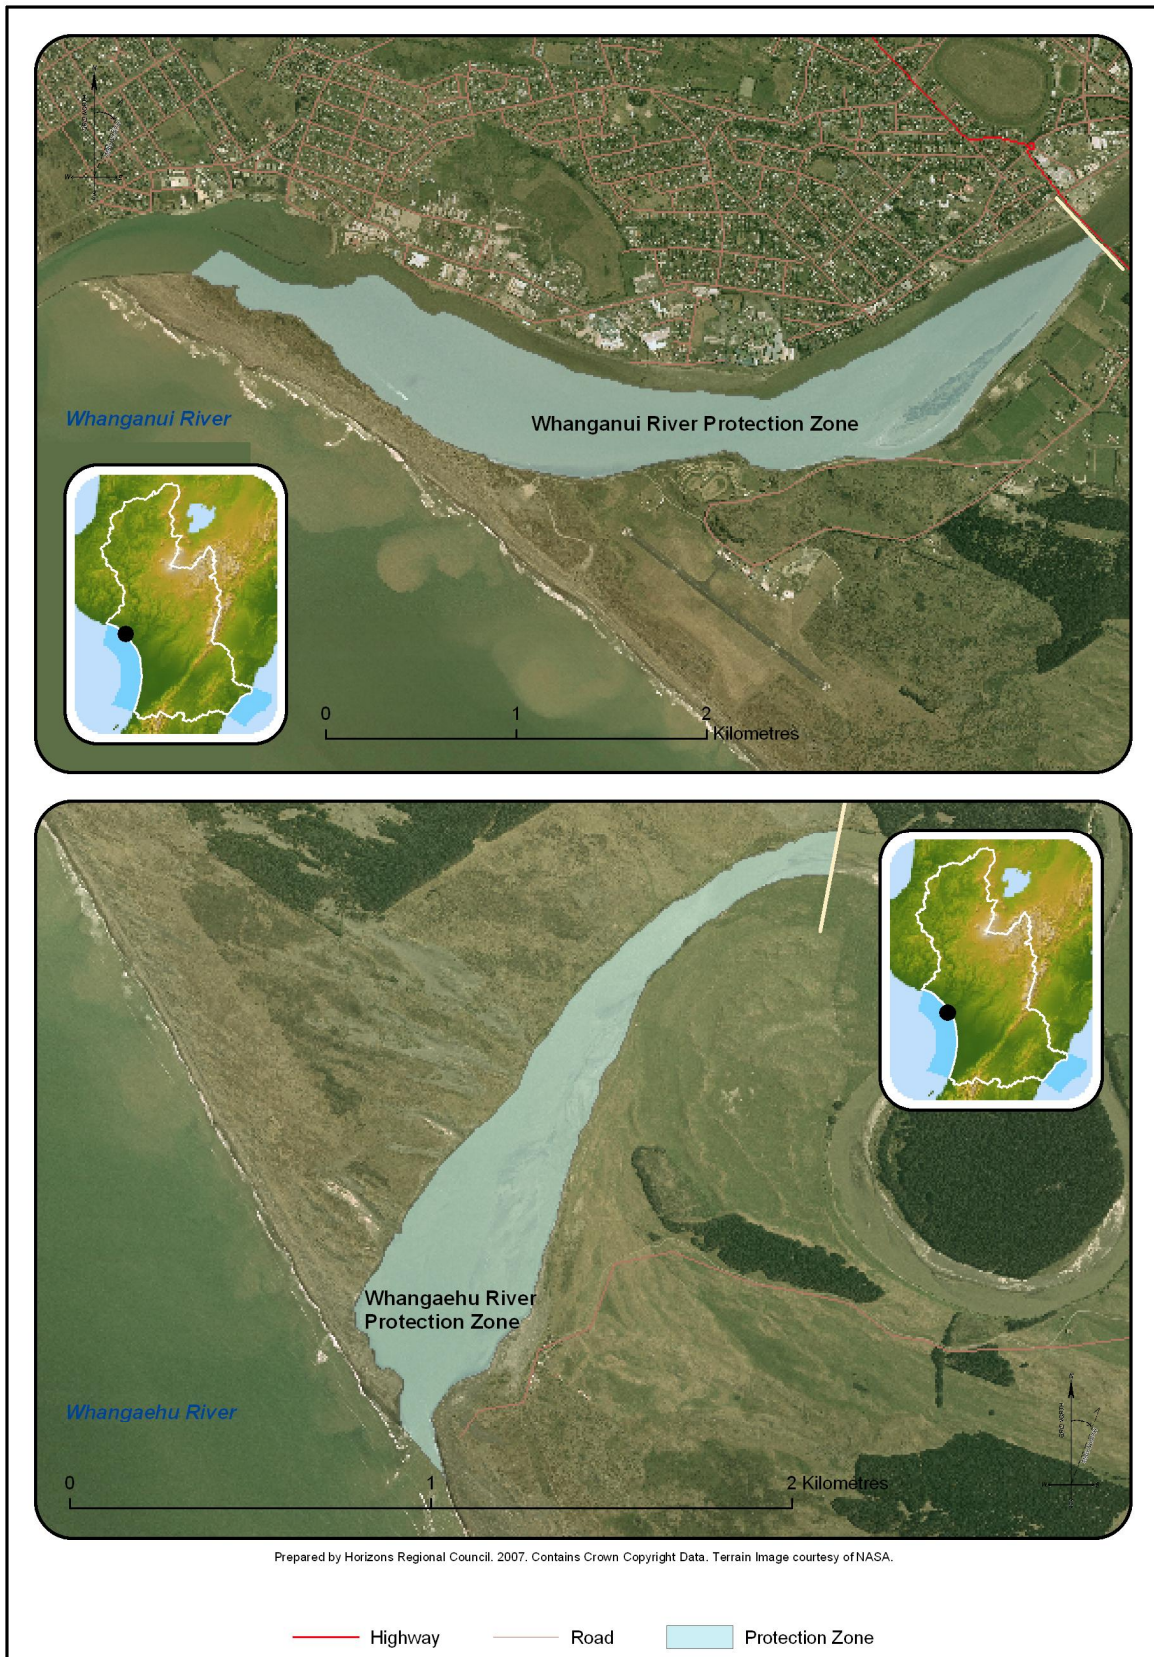 Whanganui River
Whanganui River Protection Zone
0
1
2
Kilometres
Whangaehu River
Protection Zone
Whangaehu River
GRID NORTH
0
1
2 Kilometres
Prepared by Horizons Regional Council. 2007. Contains Crown Copyright Data. Terrain Image courtesy of NASA.
Highway
Road
Protection Zone